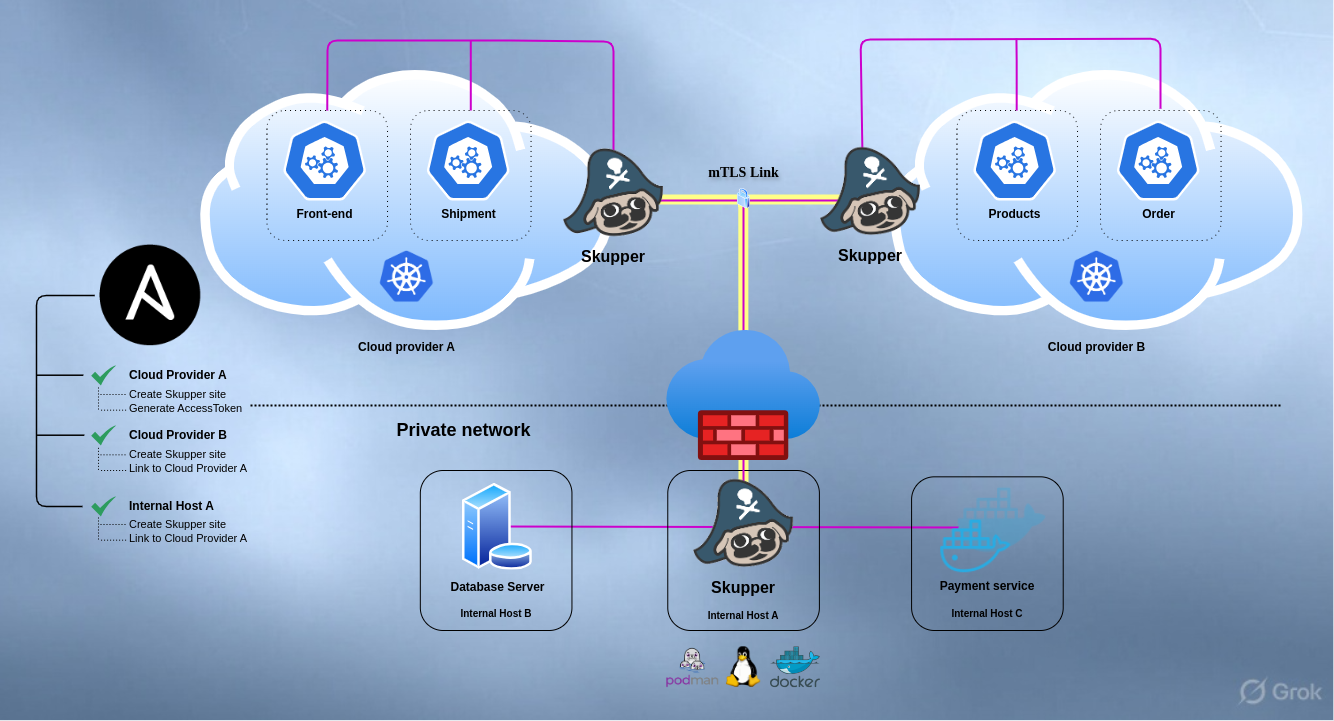 mTLS Link
Front-end
Shipment
Skupper
Cloud provider A
Skupper
Products
Order
Cloud provider B
Cloud Provider A
Create Skupper site
Generate AccessToken
Cloud Provider B
Create Skupper site
Link to Cloud Provider A
Internal Host A
Create Skupper site
Link to Cloud Provider A
Private network
Database Server
Internal Host B
Skupper
Internal Host A
Payment service
Internal Host C
podman
docker
Grok